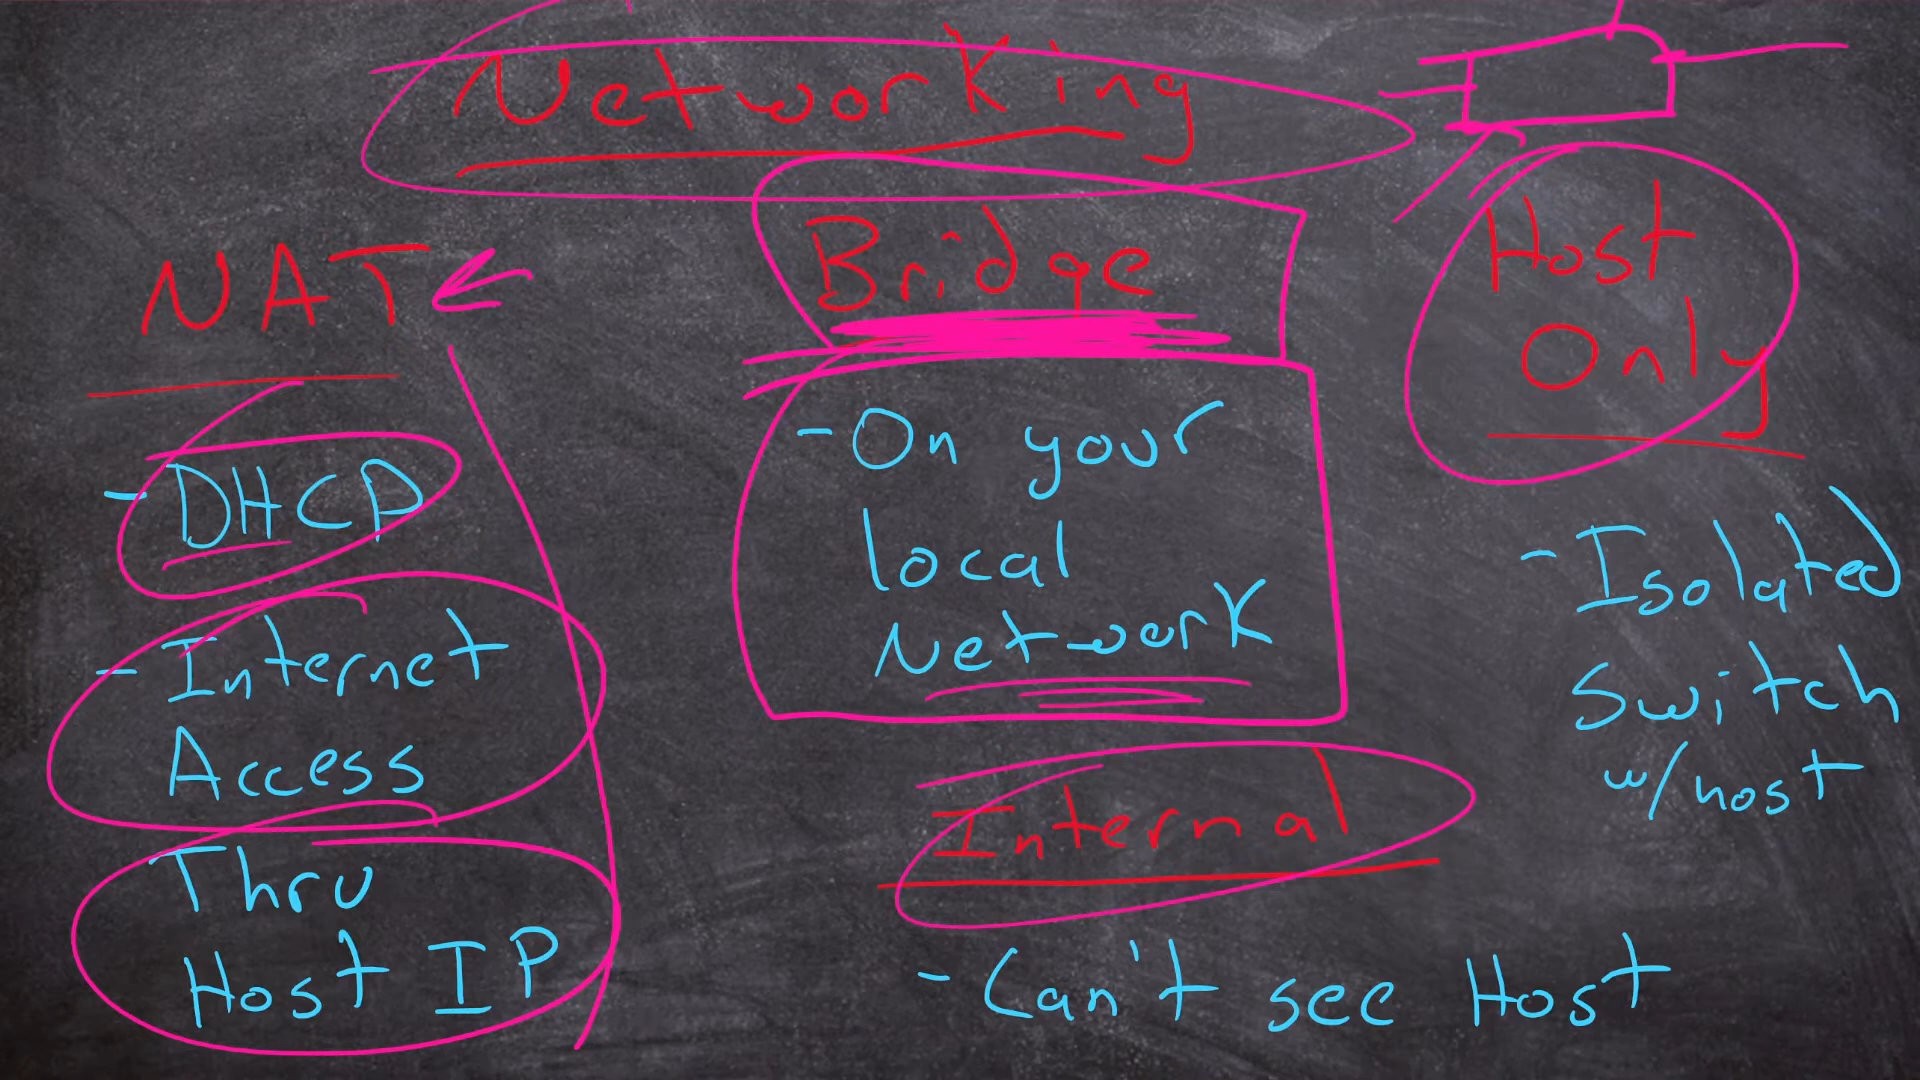 Networking
NAT
- DHCP
- Internet
Access
Thru
Host IP
Bridge
- On your
local
Network
Host
Only
- Isolated
Switch
w/host
Internal
- Can't see Host